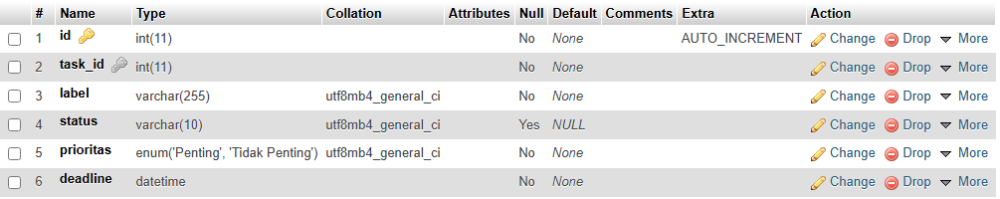 # Name Type Collation Attributes Null Default Comments Extra Action
1 id int(11) No None AUTO_INCREMENT Change Drop More
2 task_id int(11) No None Change Drop More
3 label varchar(255) utf8mb4_general_ci No None Change Drop More
4 status varchar(10) utf8mb4_general_ci Yes NULL Change Drop More
5 prioritas enum('Penting', 'Tidak Penting') utf8mb4_general_ci No None Change Drop More
6 deadline datetime No None Change Drop More